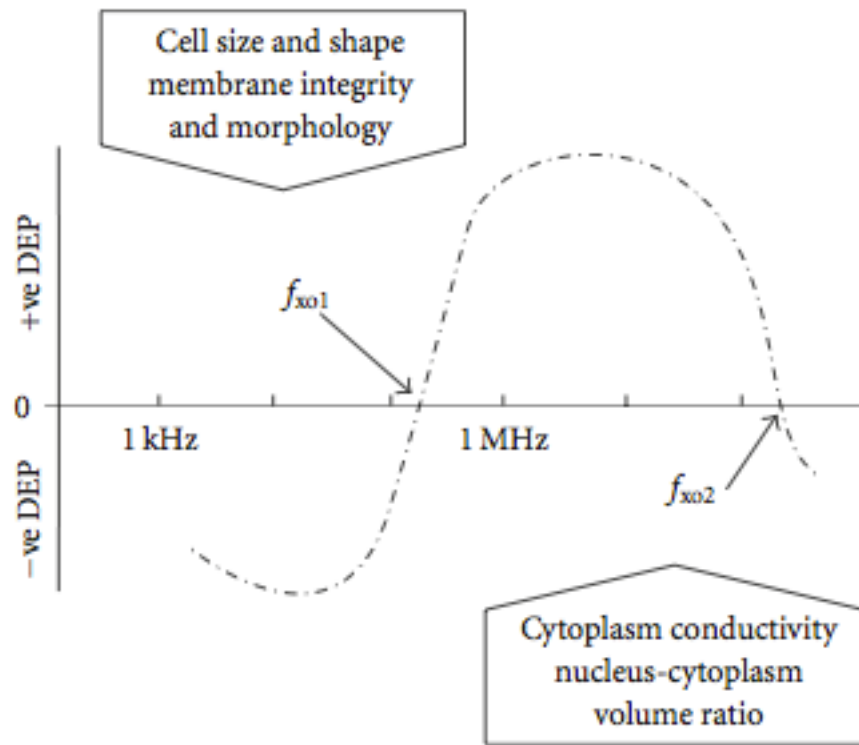 Cell size and shape
membrane integrity
and morphology
+ve DEP
f_xo1
0
1 kHz
1 MHz
−ve DEP
f_xo2
Cytoplasm conductivity
nucleus-cytoplasm
volume ratio